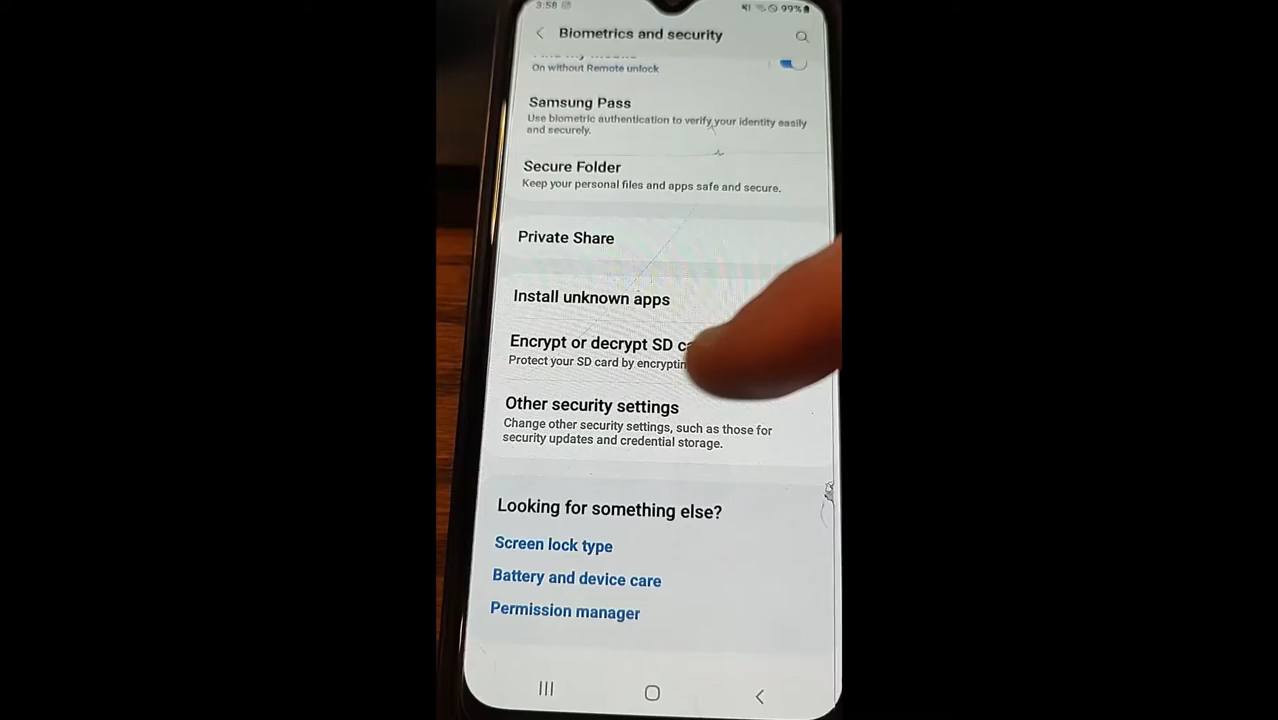 3:58
99%
Biometrics and security
On without Remote unlock
Samsung Pass
Use biometric authentication to verify your identity easily
and securely.
Secure Folder
Keep your personal files and apps safe and secure.
Private Share
Install unknown apps
Encrypt or decrypt SD
Protect your SD card by
Other security settings
Change other security settings, such as those for
security updates and credential storage.
Looking for something else?
Screen lock type
Battery and device care
Permission manager